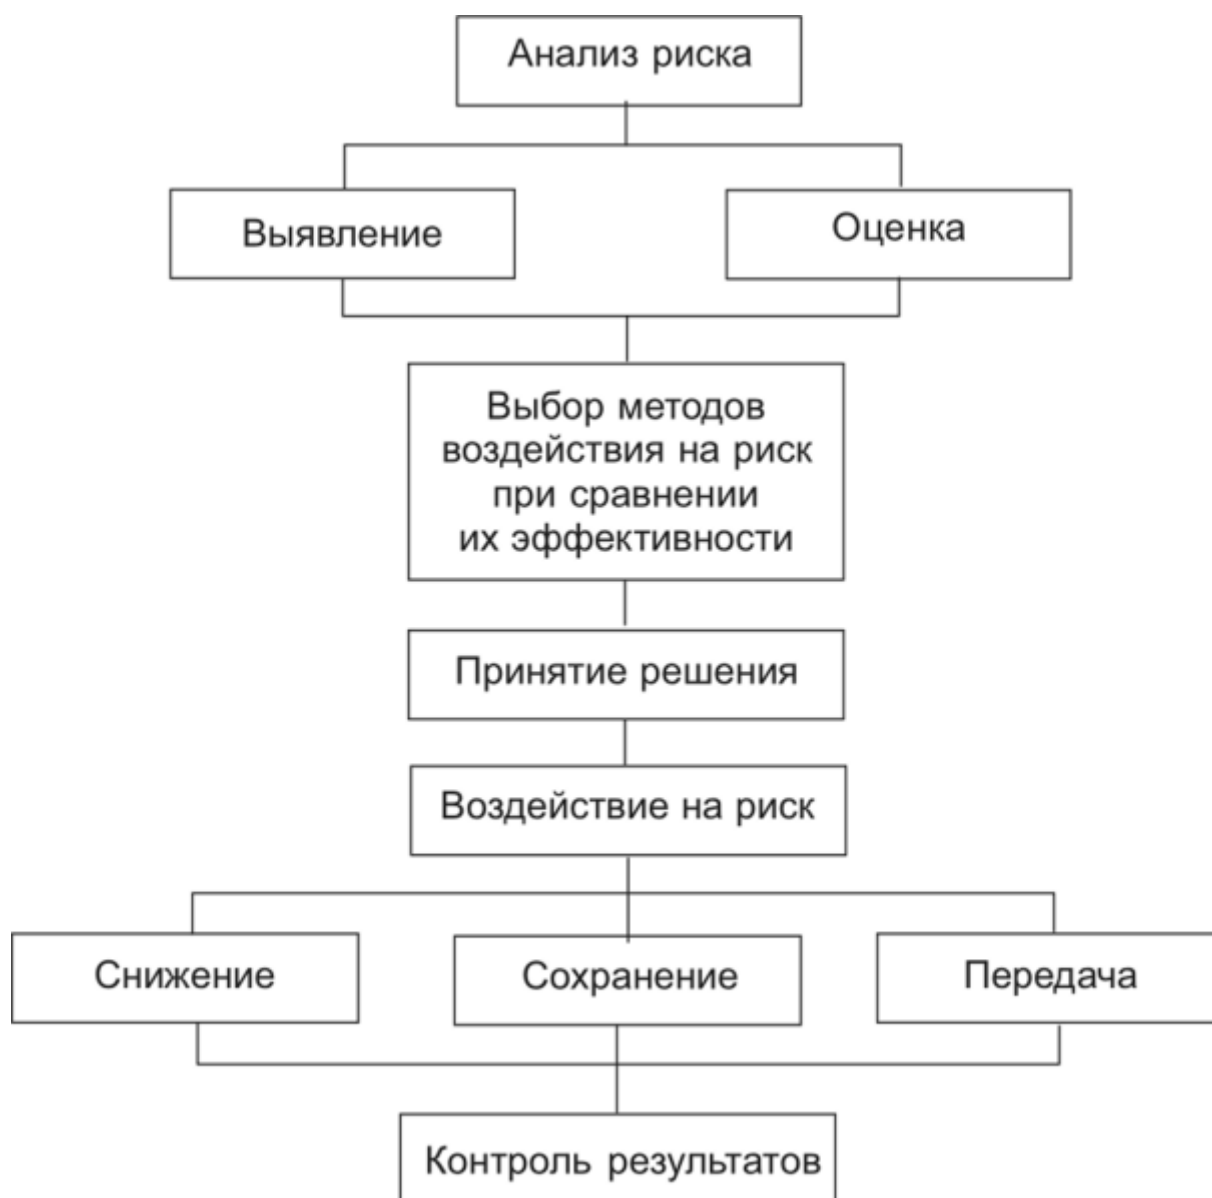 Анализ риска
Выявление
Оценка
Выбор методов
воздействия на риск
при сравнении
их эффективности
Принятие решения
Воздействие на риск
Снижение
Сохранение
Передача
Контроль результатов